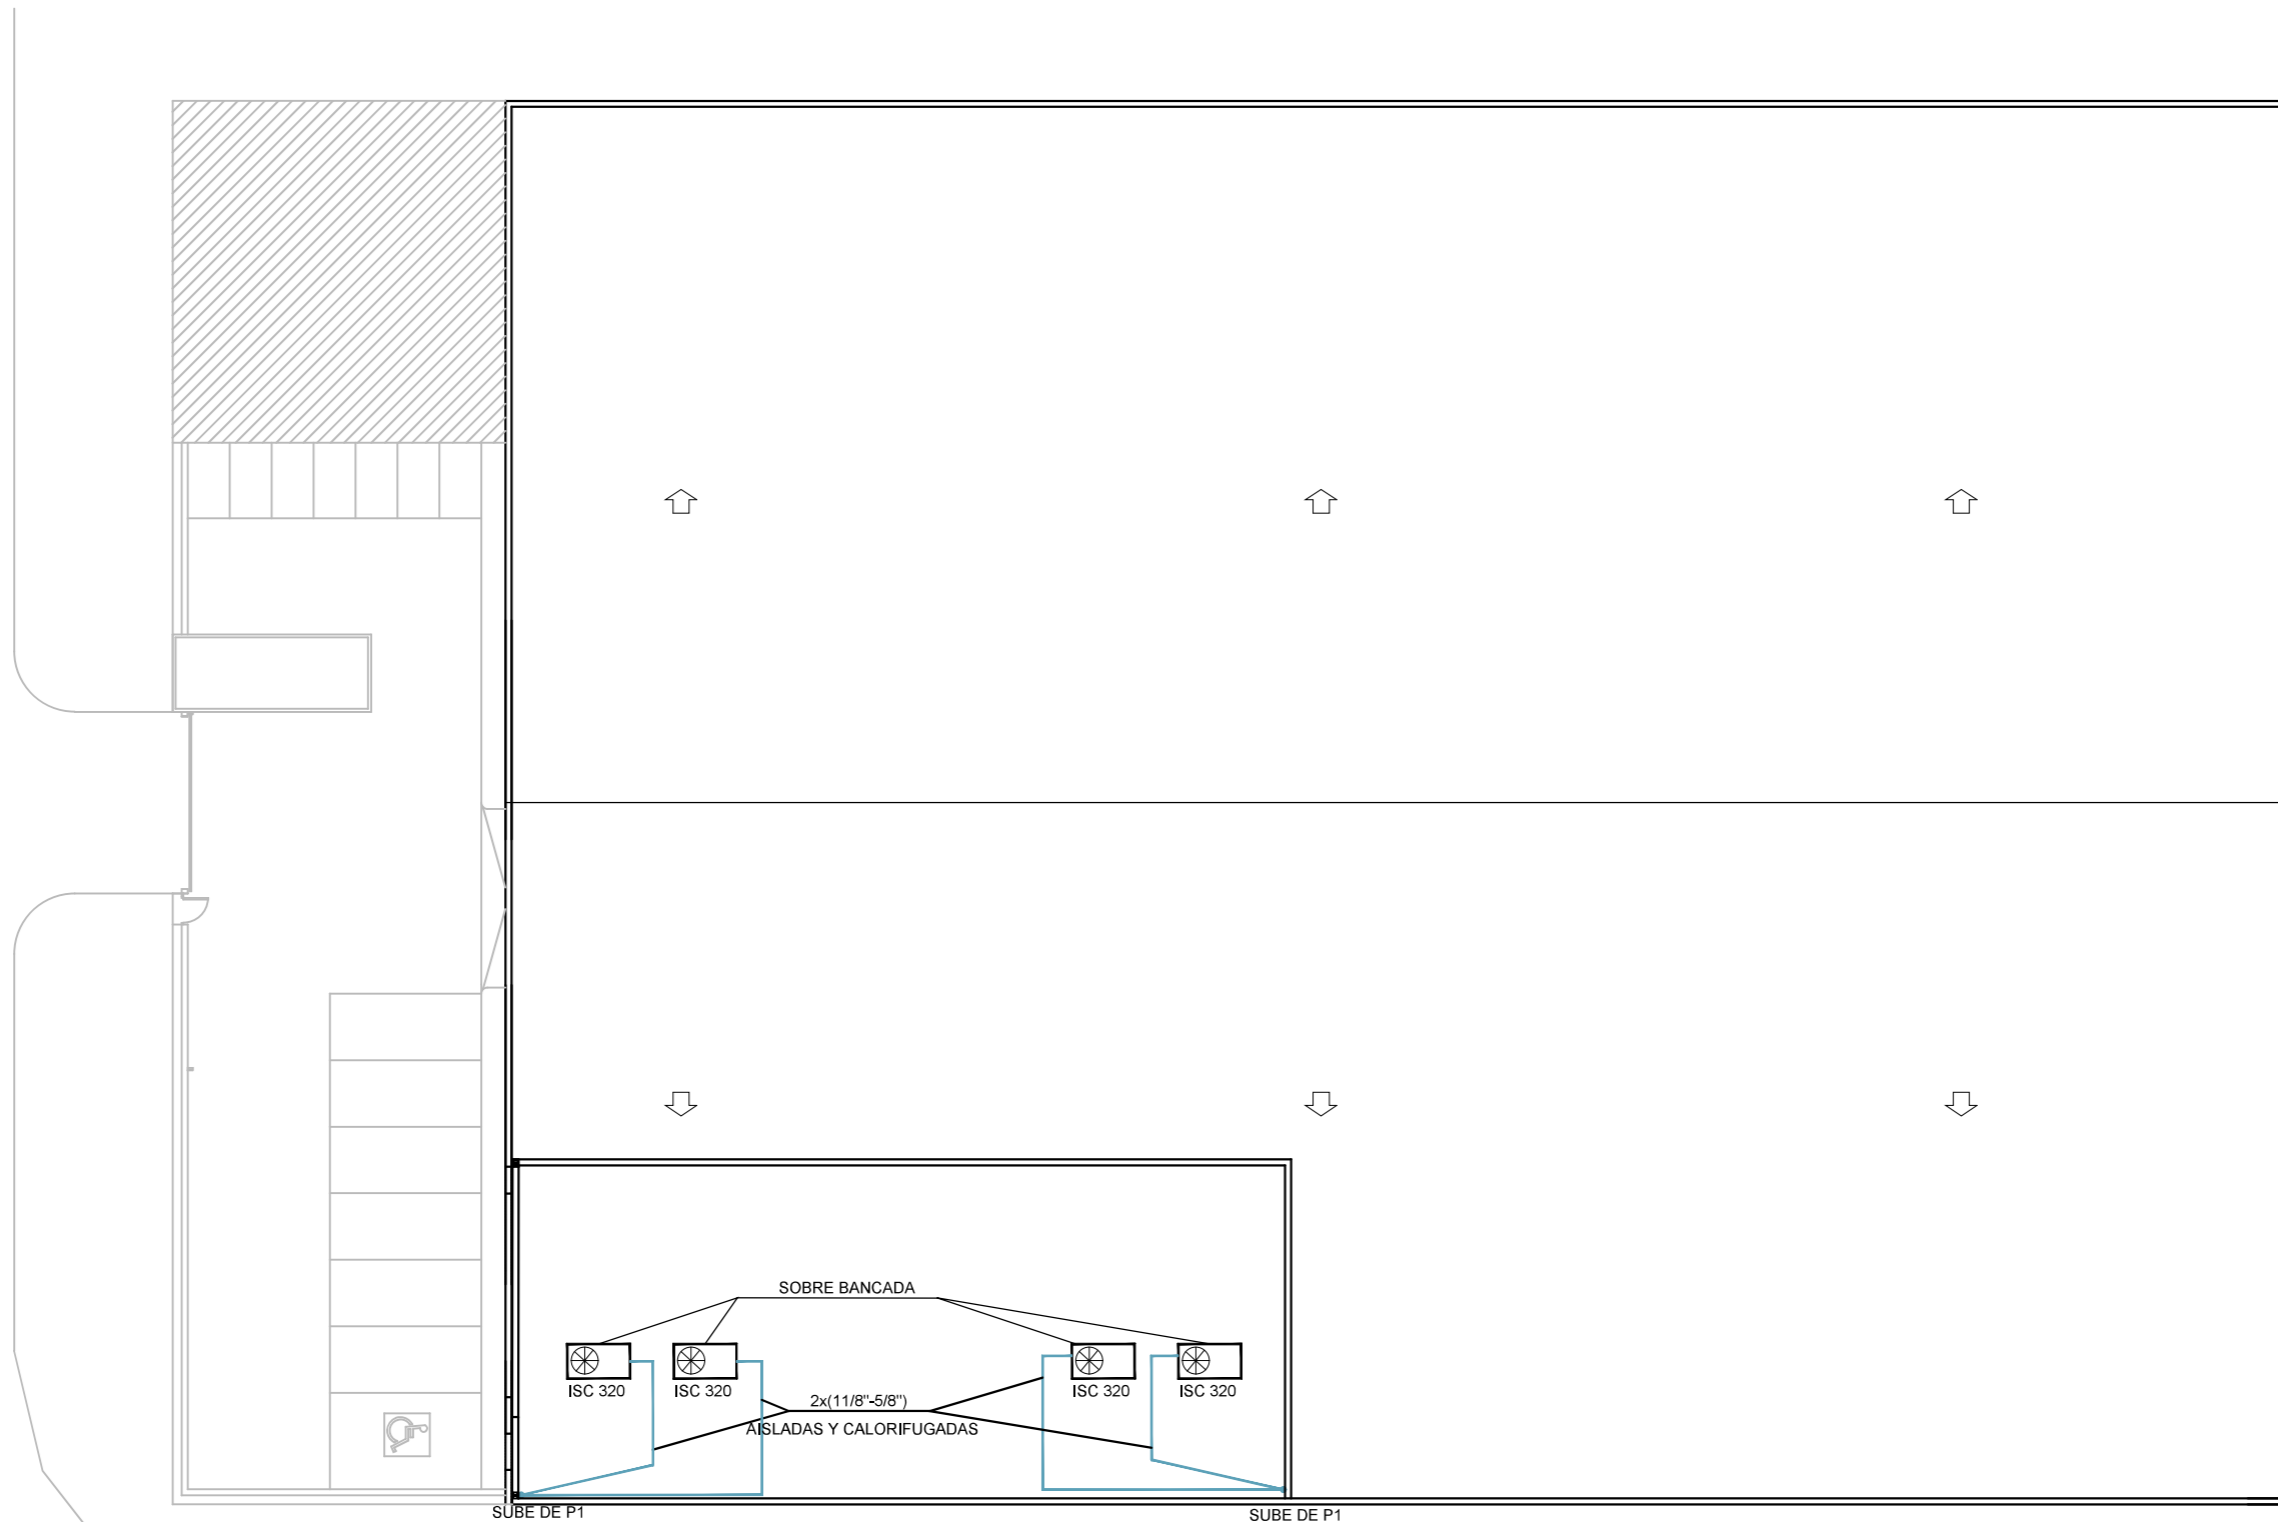 SOBRE BANCADA
ISC 320
ISC 320
ISC 320
ISC 320
2x(11/8"-5/8")
AISLADAS Y CALORIFUGADAS
SUBE DE P1
SUBE DE P1